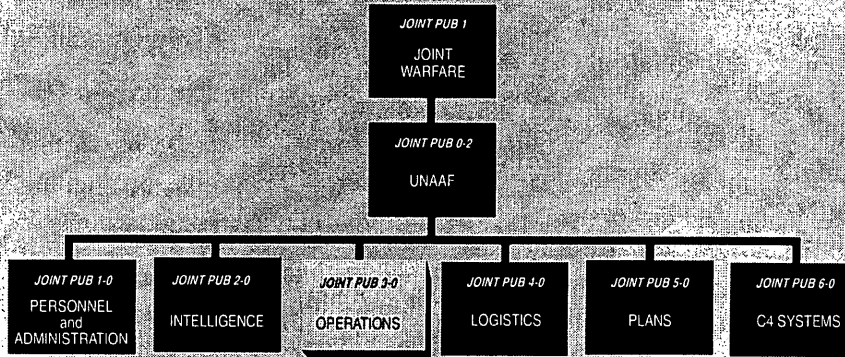 JOINT PUB 1
JOINT
WARFARE
JOINT PUB 0-2
UNAAF
JOINT PUB 1-0
PERSONNEL
and
ADMINISTRATION
JOINT PUB 2-0
INTELLIGENCE
JOINT PUB 3-0
OPERATIONS
JOINT PUB 4-0
LOGISTICS
JOINT PUB 5-0
PLANS
JOINT PUB 6-0
C4 SYSTEMS